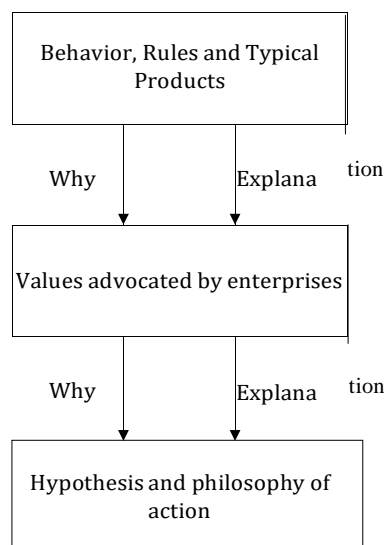 Behavior, Rules and Typical
Products
Why Explana tion
Values advocated by enterprises
Why Explana tion
Hypothesis and philosophy of
action